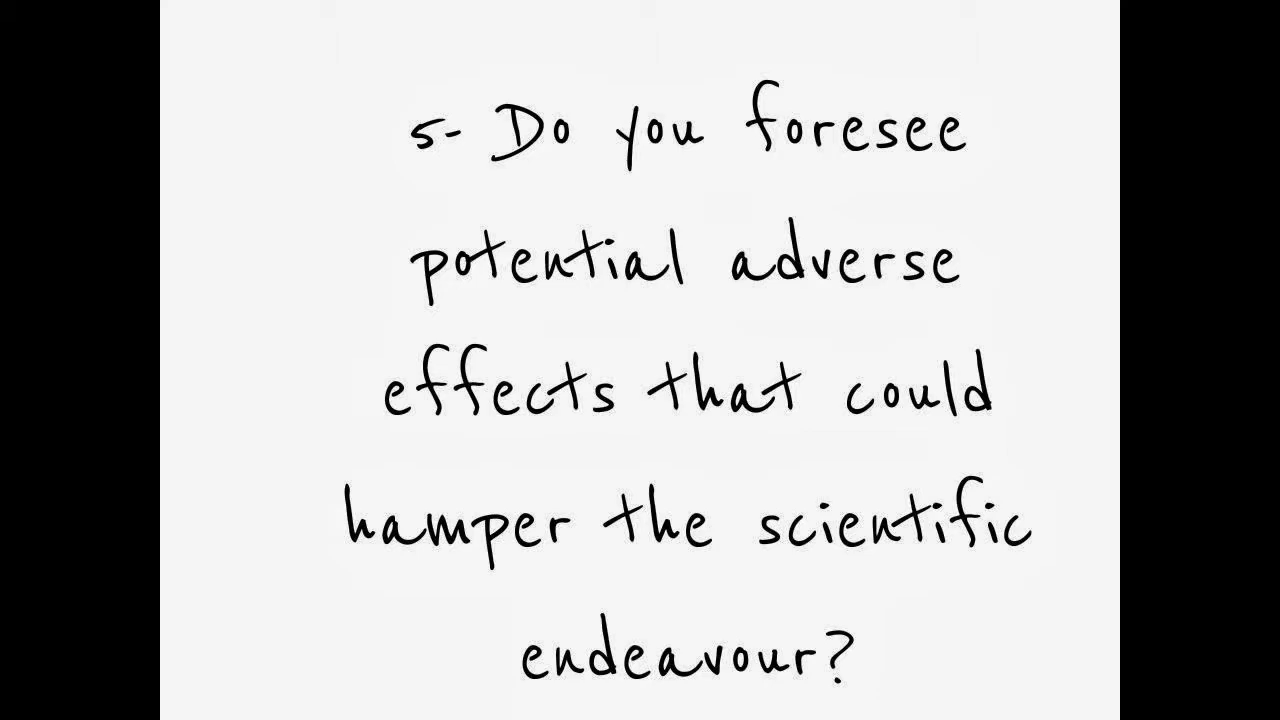 5- Do you foresee
potential adverse
effects that could
hamper the scientific
endeavour?